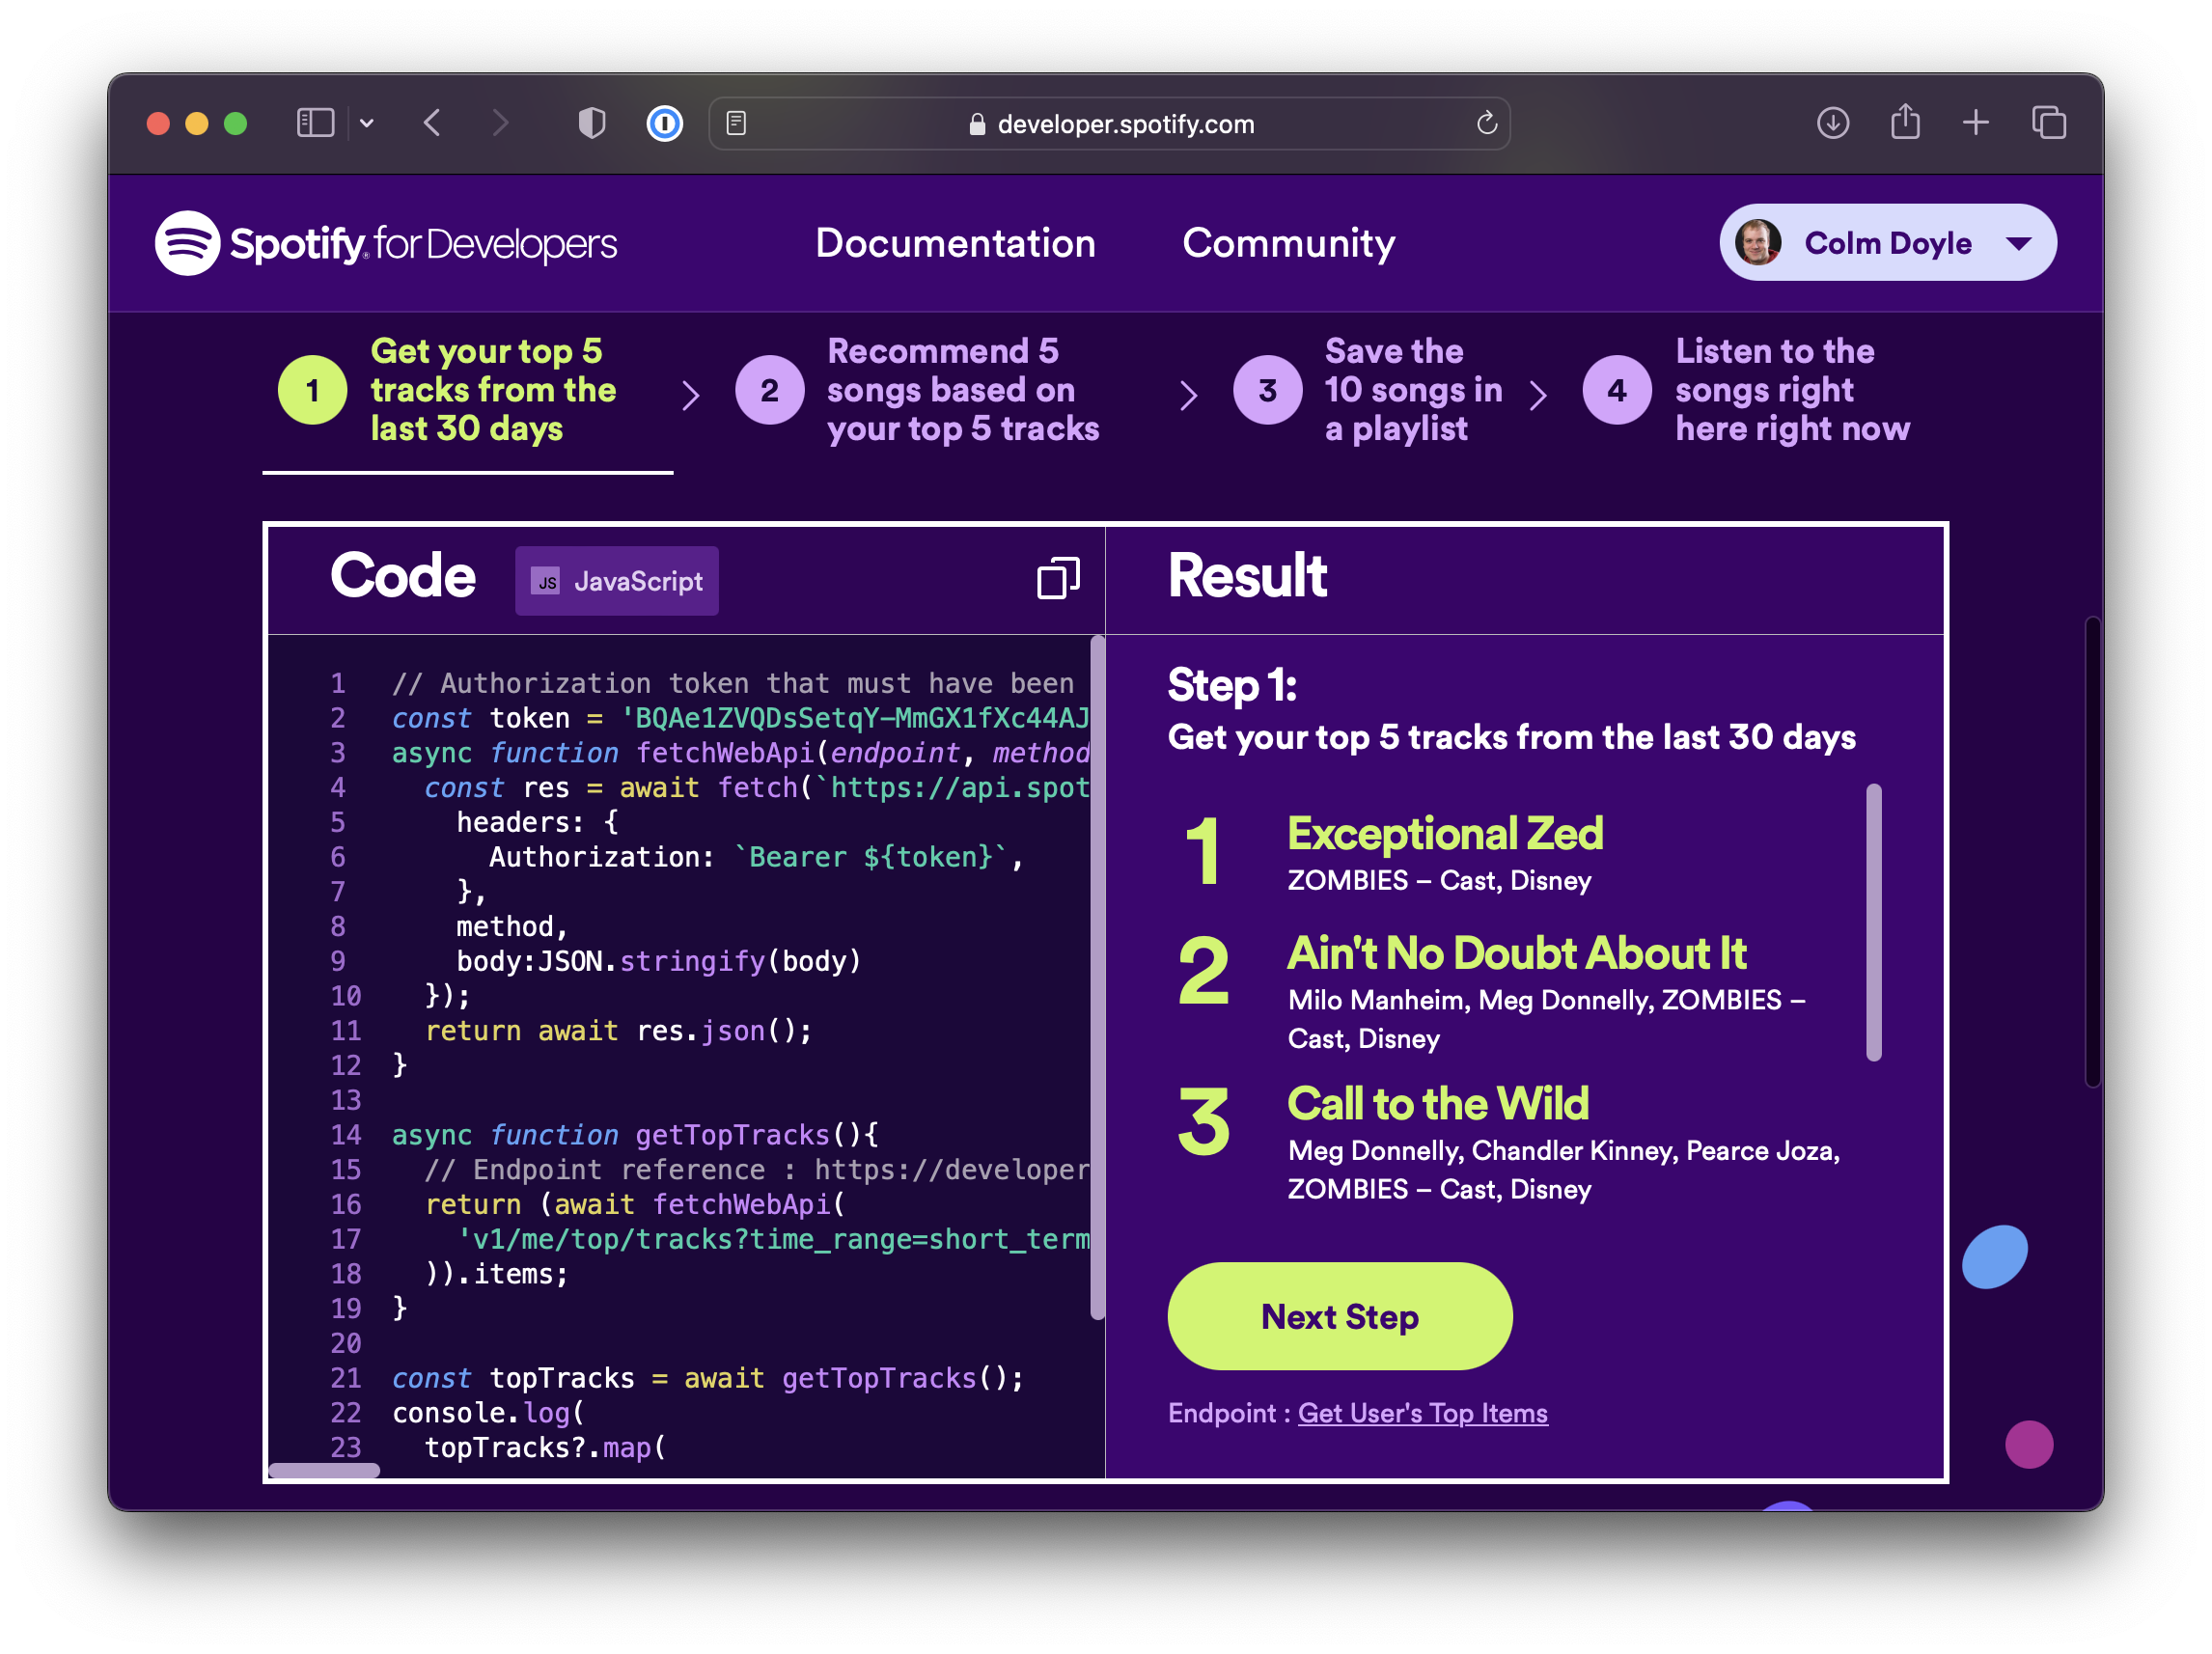 developer.spotify.com
Spotify® for Developers
Documentation
Community
Colm Doyle
1
Get your top 5
tracks from the
last 30 days
2
Recommend 5
songs based on
your top 5 tracks
3
Save the
10 songs in
a playlist
4
Listen to the
songs right
here right now
Code
JS JavaScript
1 // Authorization token that must have been
2 const token = 'BQAe1ZVQDsSetqY-MmGX1fXc44AJ
3 async function fetchWebApi(endpoint, method
4 const res = await fetch(`https://api.spot
5 headers: {
6 Authorization: `Bearer ${token}`,
7 },
8 method,
9 body:JSON.stringify(body)
10 });
11 return await res.json();
12 }
13
14 async function getTopTracks(){
15 // Endpoint reference : https://developer
16 return (await fetchWebApi(
17 'v1/me/top/tracks?time_range=short_term
18 )).items;
19 }
20
21 const topTracks = await getTopTracks();
22 console.log(
23 topTracks?.map(
Result
Step 1:
Get your top 5 tracks from the last 30 days
1
Exceptional Zed
ZOMBIES – Cast, Disney
2
Ain't No Doubt About It
Milo Manheim, Meg Donnelly, ZOMBIES –
Cast, Disney
3
Call to the Wild
Meg Donnelly, Chandler Kinney, Pearce Joza,
ZOMBIES – Cast, Disney
Next Step
Endpoint : Get User's Top Items